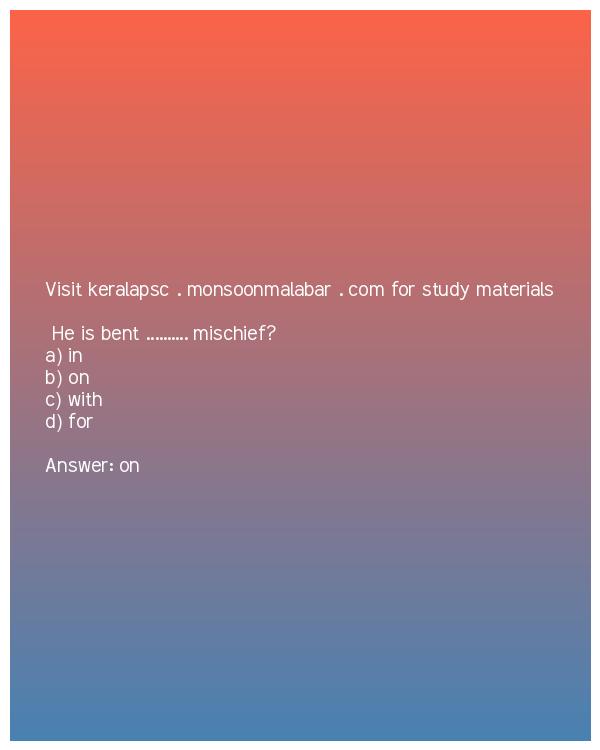 Visit keralapsc . monsoonmalabar . com for study materials
He is bent .......... mischief?
a) in
b) on
c) with
d) for
Answer: on